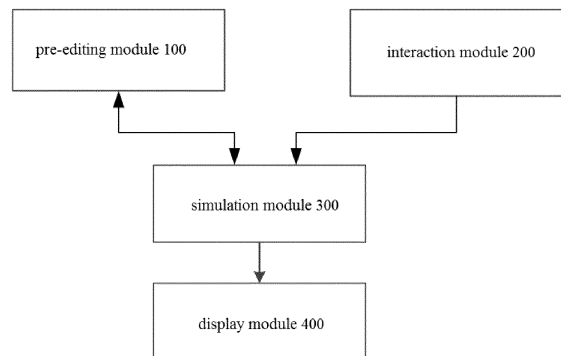 pre-editing module 100
interaction module 200
simulation module 300
display module 400